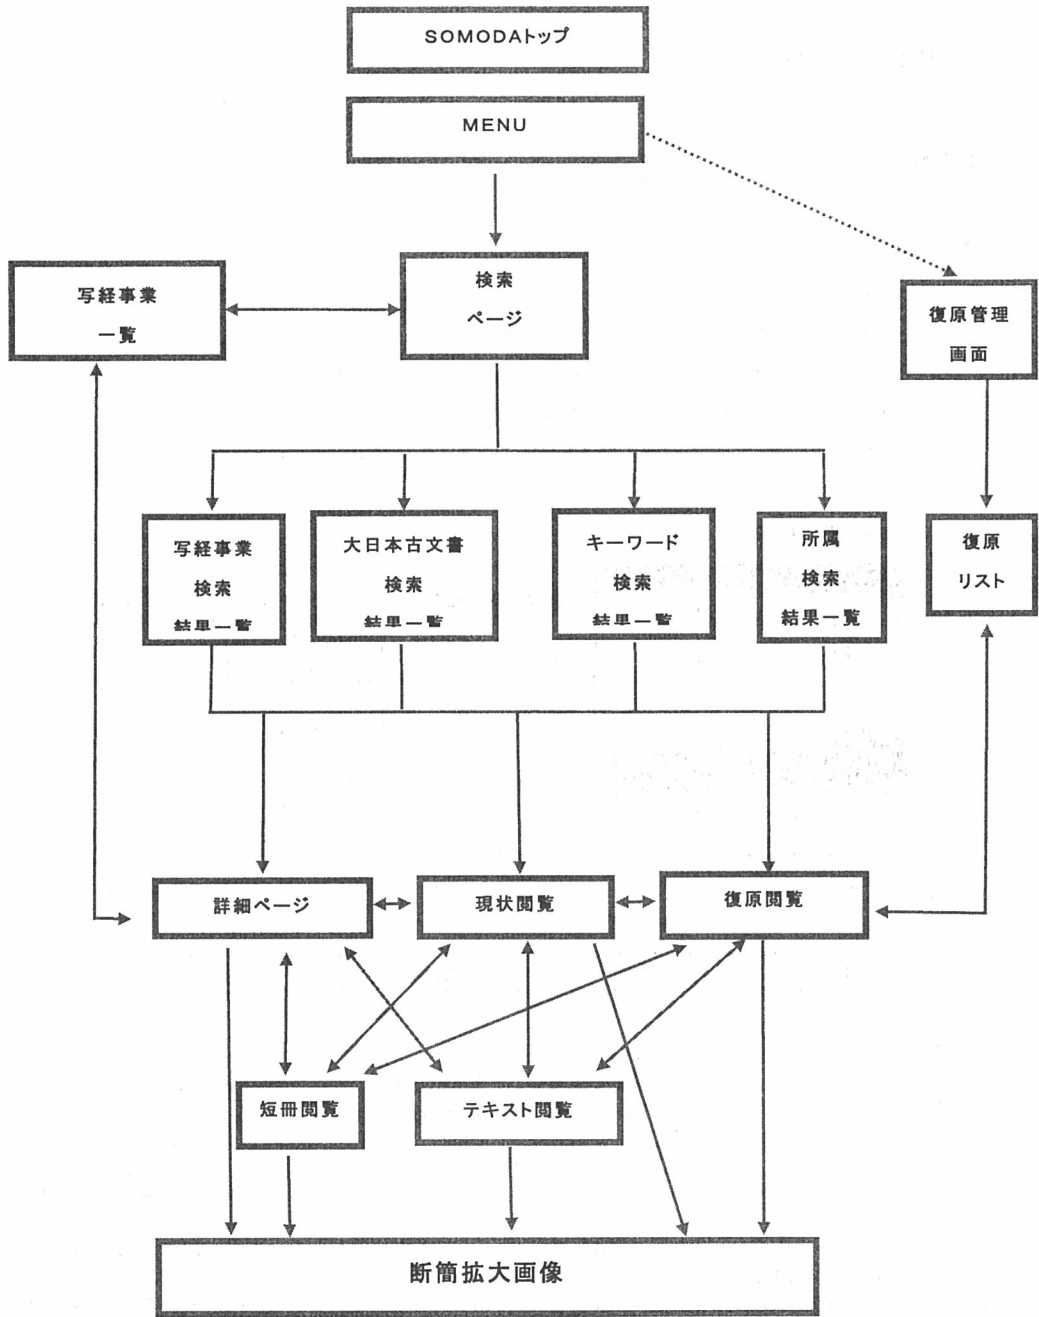 SOMODAトップ
MENU
写経事業
一覧
検索
ページ
復原管理
画面
写経事業
検索
結果一覧
大日本古文書
検索
結果一覧
キーワード
検索
結果一覧
所属
検索
結果一覧
復原
リスト
詳細ページ
現状閲覧
復原閲覧
短冊閲覧
テキスト閲覧
断簡拡大画像